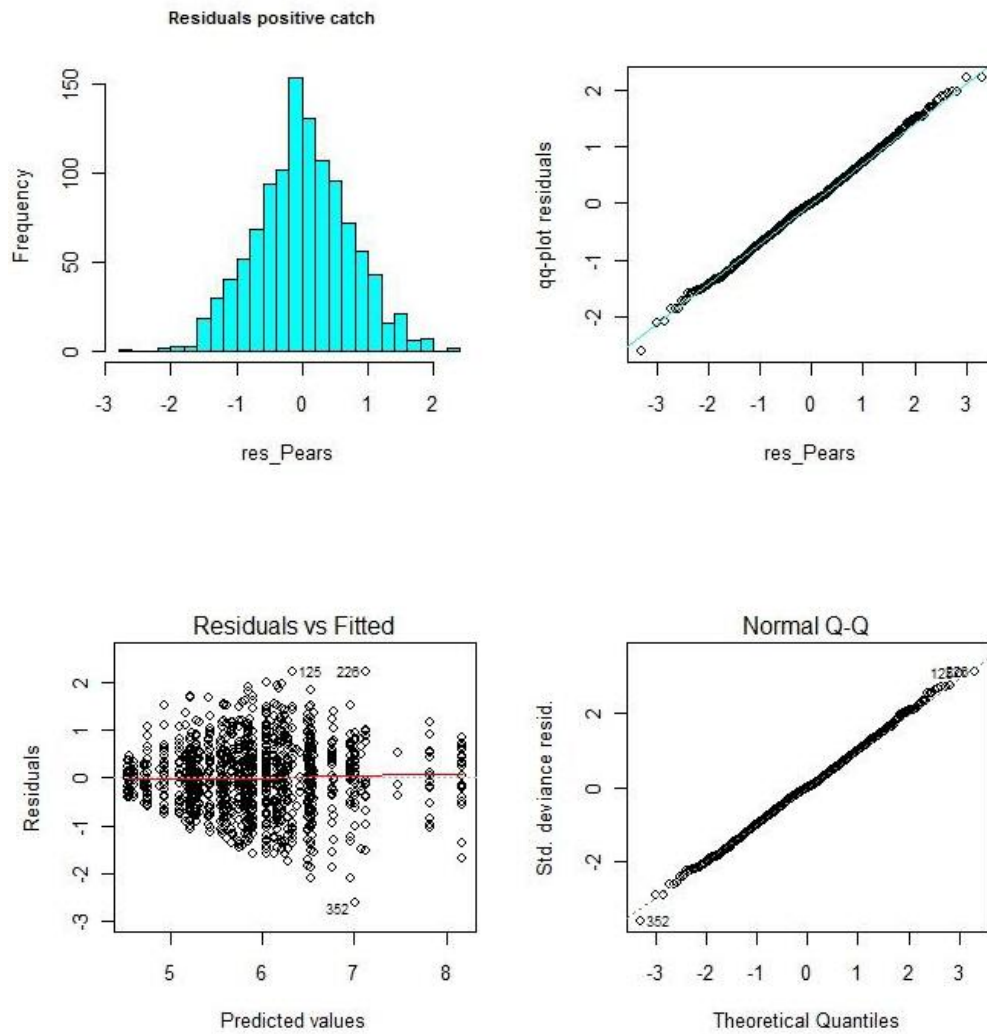 Residuals positive catch
Frequency
0 50 100 150
-3 -2 -1 0 1 2
res_Pears
qq-plot residuals
-2 -1 0 1 2
-3 -2 -1 0 1 2 3
res_Pears
Residuals vs Fitted
Residuals
-3 -2 -1 0 1 2
125 226
352
5 6 7 8
Predicted values
Normal Q-Q
Std. deviance resid.
-2 0 2
352
-3 -2 -1 0 1 2 3
Theoretical Quantiles